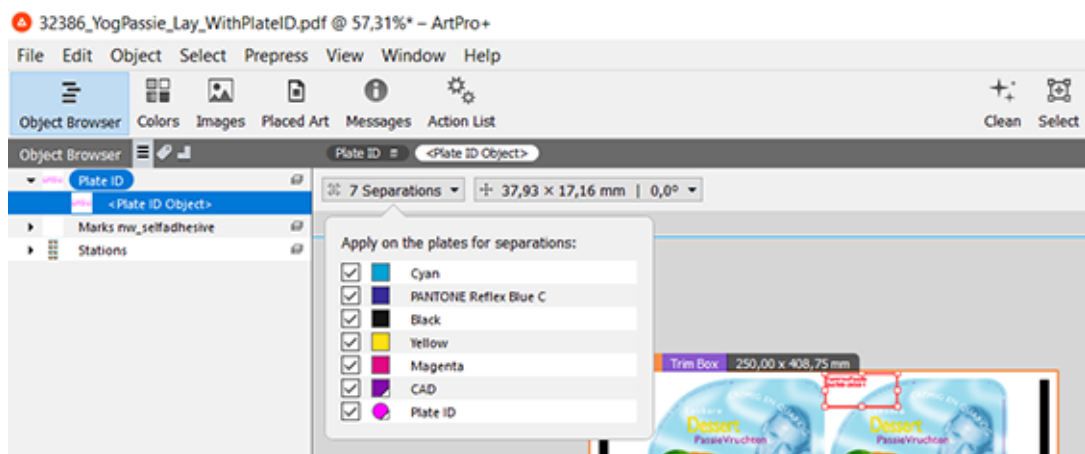 32386_YogPassie_Lay_WithPlateID.pdf @ 57,31%* – ArtPro+
File Edit Object Select Prepress View Window Help
Object Browser Colors Images Placed Art Messages Action List Clean Select
Object Browser Plate ID <Plate ID Object>
Plate ID
<Plate ID Object>
Marks nw_selfadhesive
Stations
7 Separations 37,93 × 17,16 mm | 0,0°
Apply on the plates for separations:
Cyan
PANTONE Reflex Blue C
Black
Yellow
Magenta
CAD
Plate ID
Trim Box 250,00 x 408,75 mm
Dessert Dessert
PassieVruchten PassieVruchten